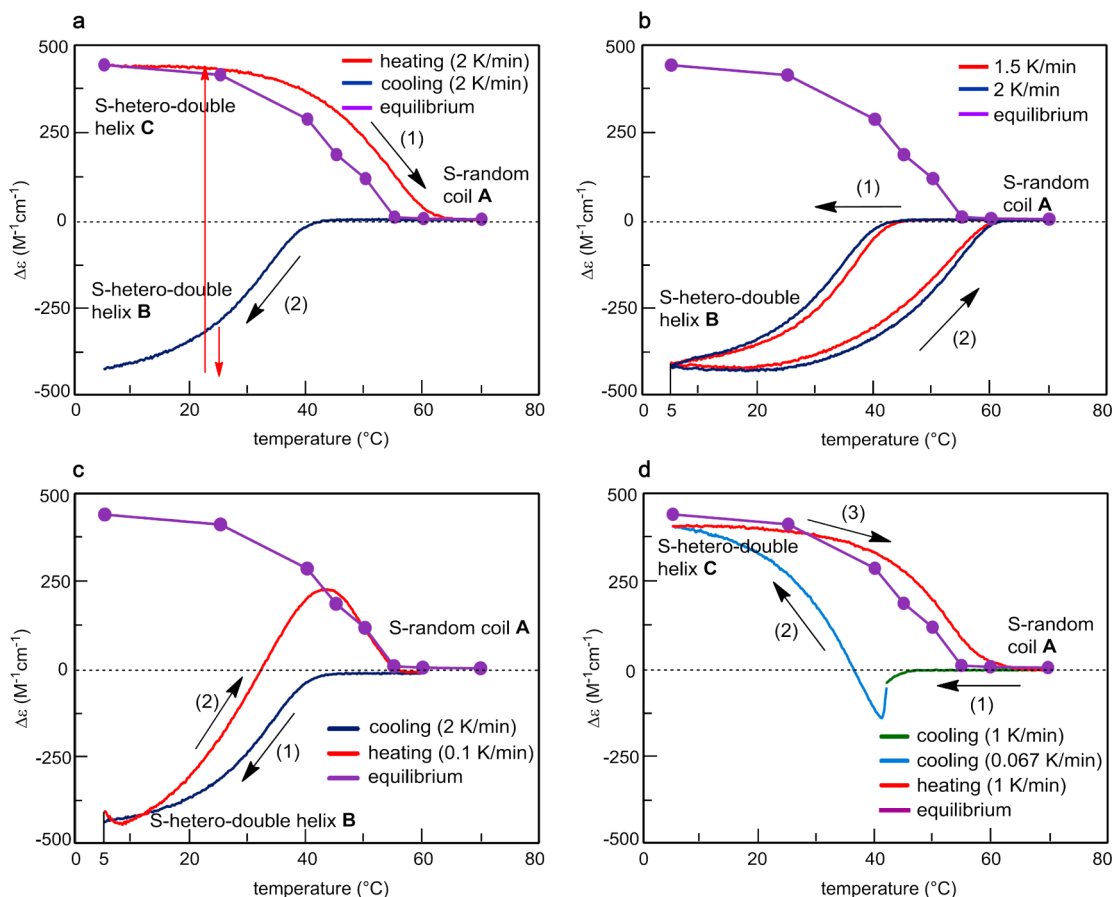 a
500
250
0
-250
-500
Δε (M⁻¹cm⁻¹)
heating (2 K/min)
cooling (2 K/min)
equilibrium
S-hetero-double
helix C
(1)
S-random
coil A
S-hetero-double
helix B
(2)
0 20 40 60 80
temperature (°C)
b
500
250
0
-250
-500
Δε (M⁻¹cm⁻¹)
1.5 K/min
2 K/min
equilibrium
(1)
S-random
coil A
S-hetero-double
helix B
(2)
0 5 20 40 60 80
temperature (°C)
c
500
250
0
-250
-500
Δε (M⁻¹cm⁻¹)
S-random coil A
(2)
(1)
cooling (2 K/min)
heating (0.1 K/min)
equilibrium
S-hetero-double helix B
0 5 20 40 60 80
temperature (°C)
d
500
250
0
-250
-500
Δε (M⁻¹cm⁻¹)
(3)
S-hetero-double
helix C
(2)
S-random
coil A
(1)
cooling (1 K/min)
cooling (0.067 K/min)
heating (1 K/min)
equilibrium
0 5 20 40 60 80
temperature (°C)